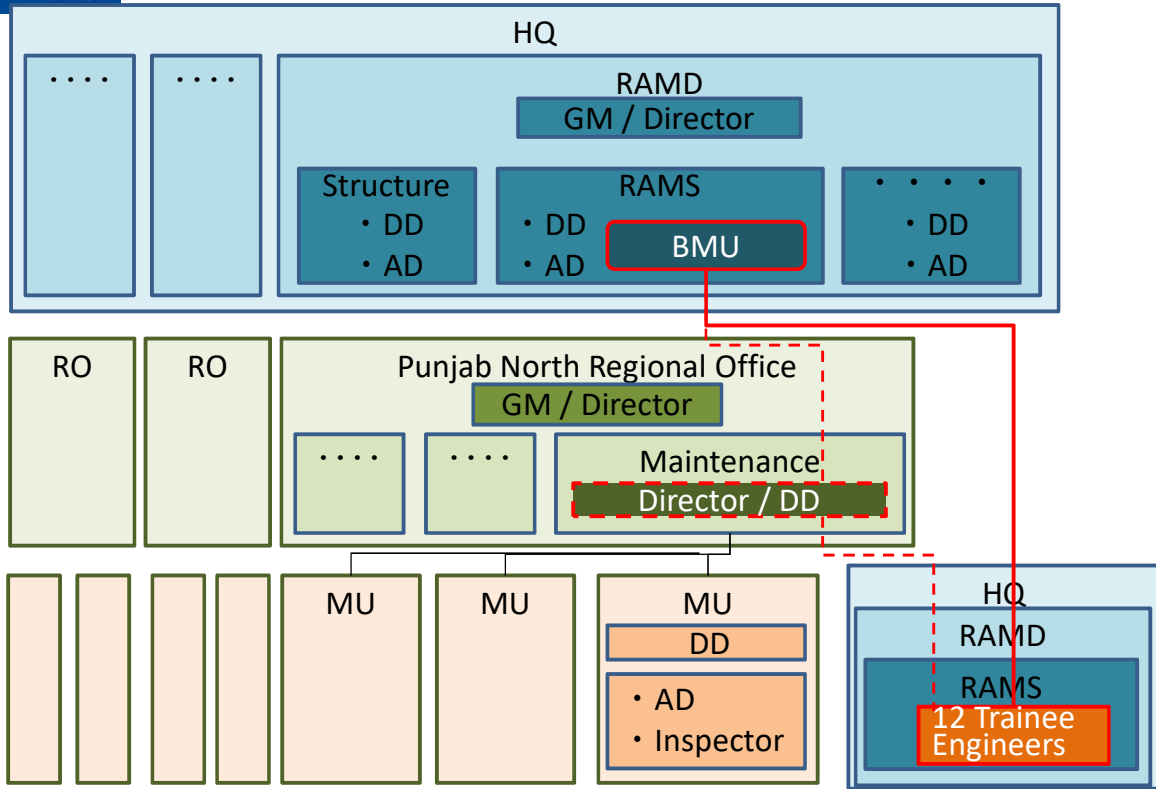 HQ
・・・・
・・・・
RAMD
GM / Director
Structure
・ DD
・ AD
RAMS
・ DD
・ AD
BMU
・ ・ ・ ・
・ DD
・ AD
RO
RO
Punjab North Regional Office
GM / Director
・・・・
・・・・
Maintenance
Director / DD
MU
MU
MU
DD
・ AD
・ Inspector
HQ
RAMD
RAMS
12 Trainee
Engineers